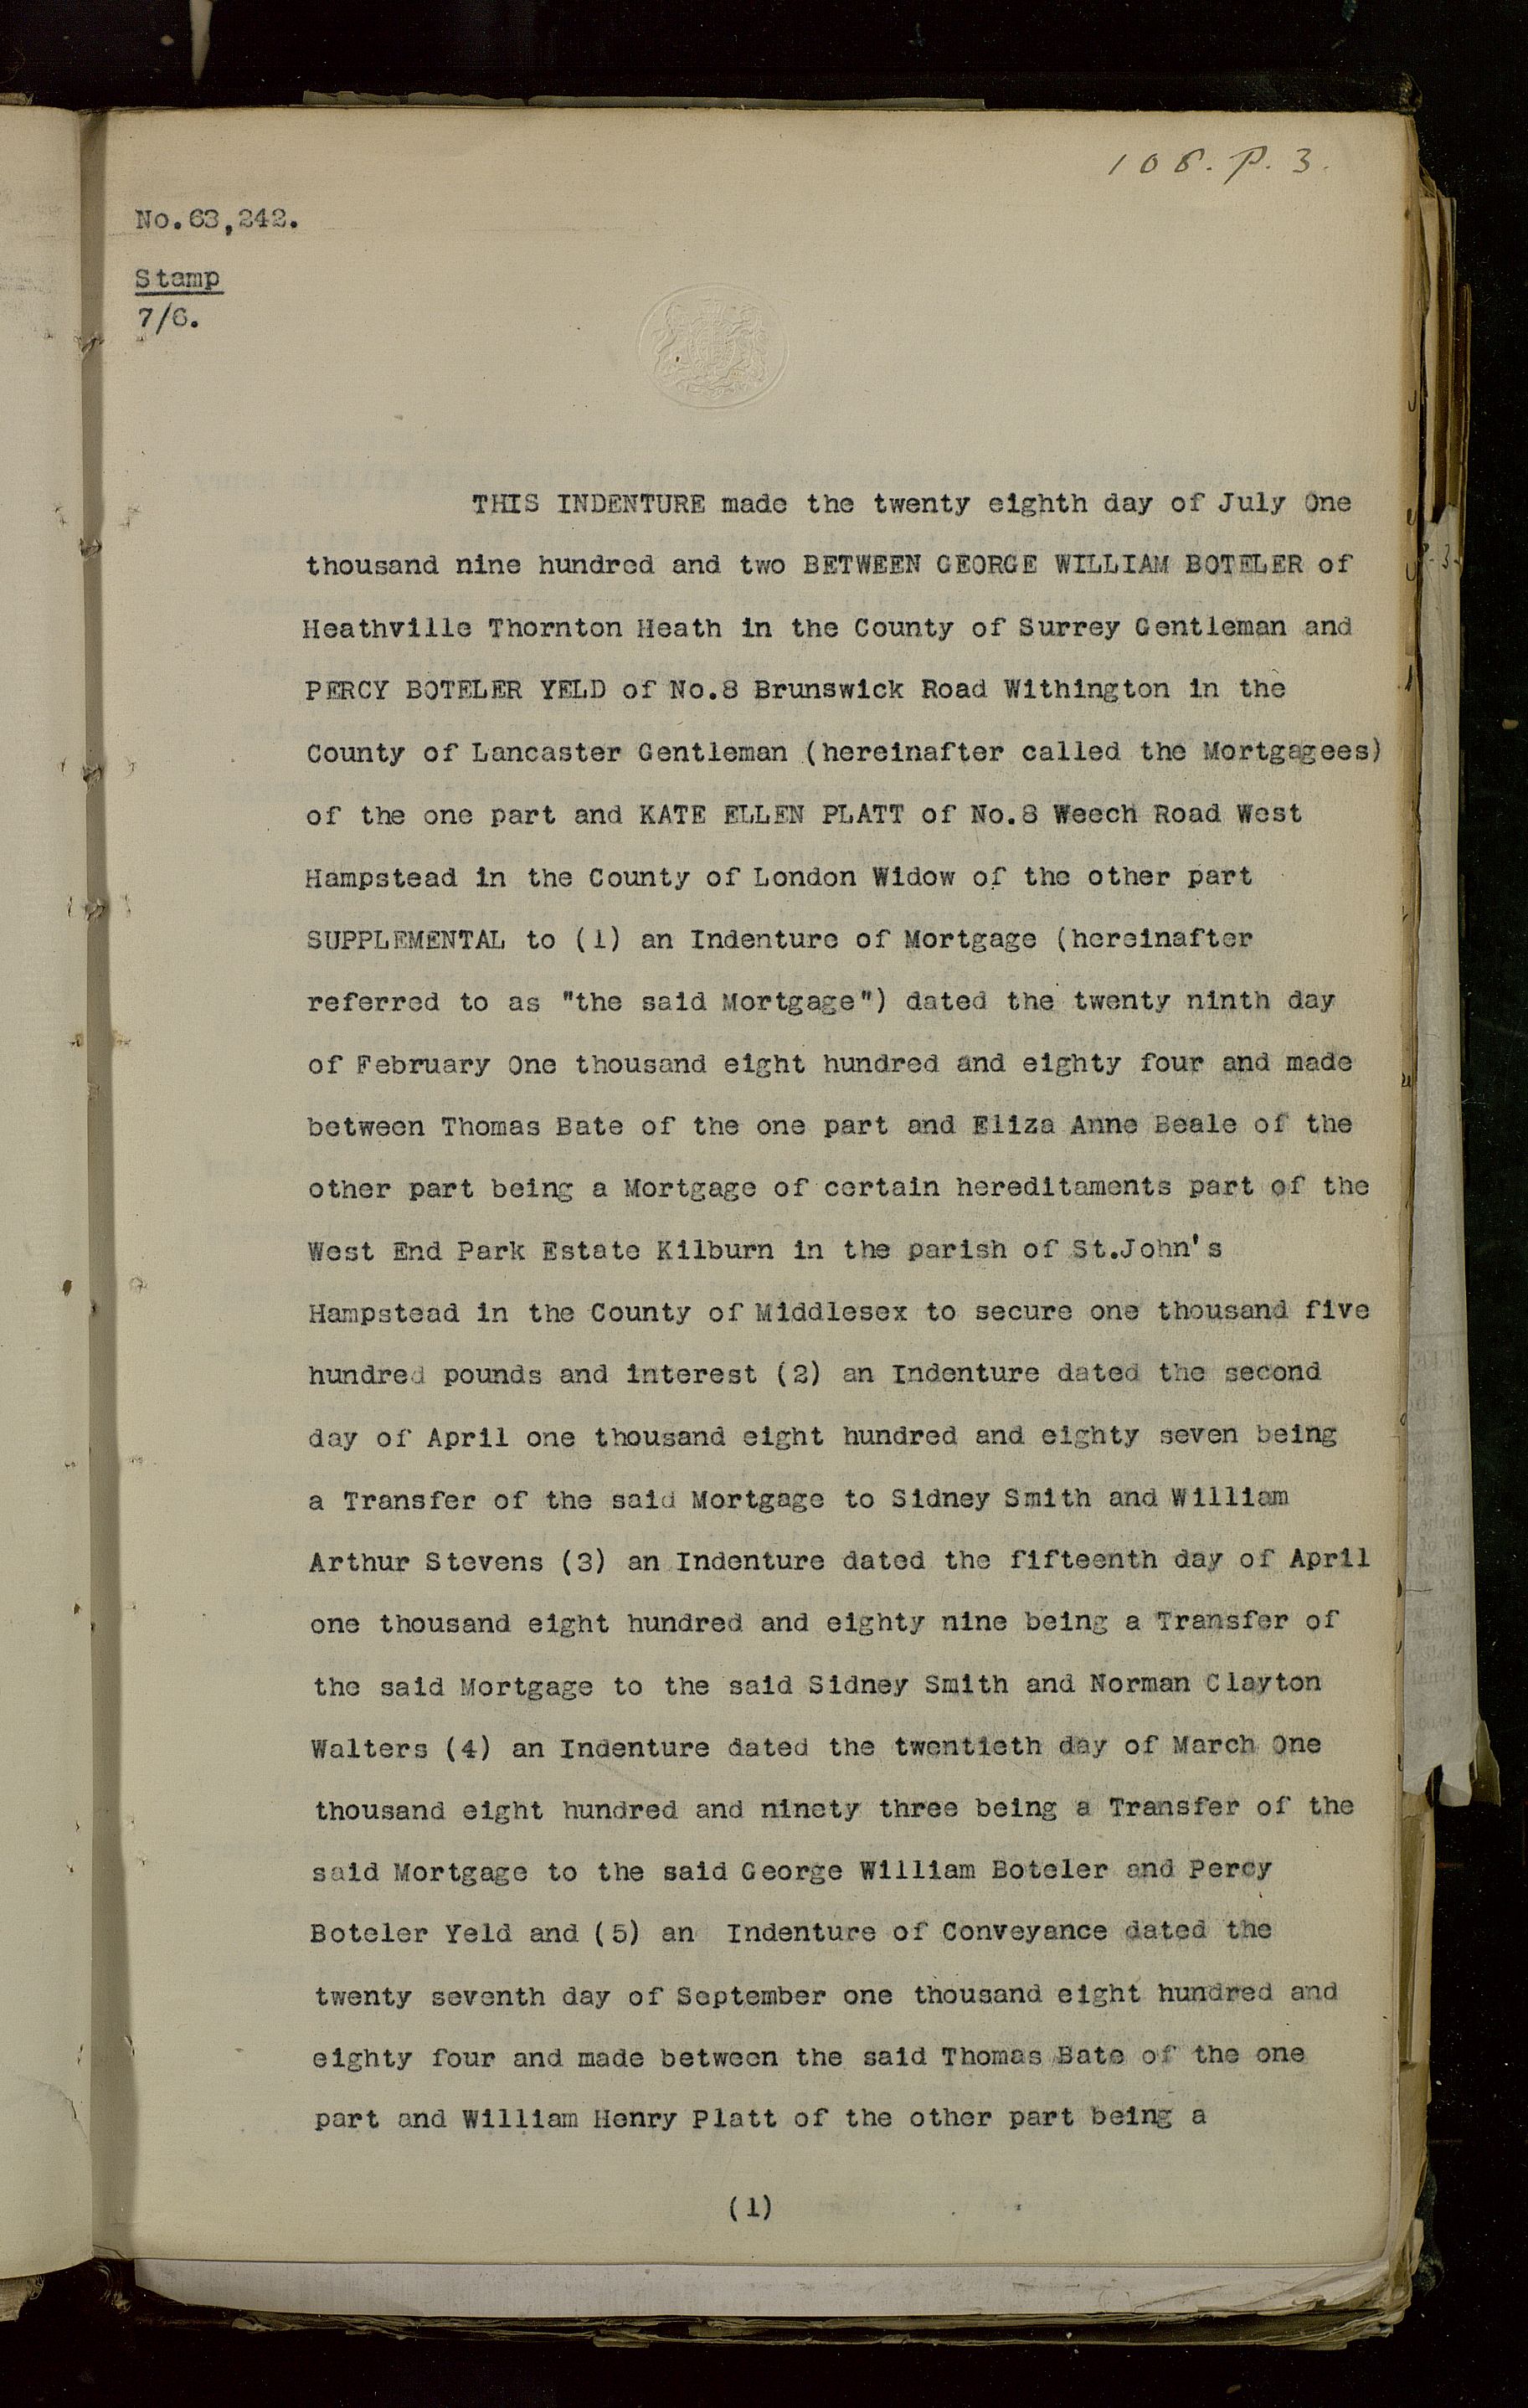 108. P. 3.
No.63,242.
Stamp
7/6.
THIS INDENTURE made the twenty eighth day of July One
thousand nine hundred and two BETWEEN GEORGE WILLIAM BOTELER of
Heathville Thornton Heath in the County of Surrey Gentleman and
PERCY BOTELER YELD of No.8 Brunswick Road Withington in the
County of Lancaster Gentleman (hereinafter called the Mortgagees)
of the one part and KATE ELLEN PLATT of No.8 Weech Road West
Hampstead in the County of London Widow of the other part
SUPPLEMENTAL to (1) an Indenture of Mortgage (hereinafter
referred to as "the said Mortgage") dated the twenty ninth day
of February One thousand eight hundred and eighty four and made
between Thomas Bate of the one part and Eliza Anne Beale of the
other part being a Mortgage of certain hereditaments part of the
West End Park Estate Kilburn in the parish of St.John's
Hampstead in the County of Middlesex to secure one thousand five
hundred pounds and interest (2) an Indenture dated the second
day of April one thousand eight hundred and eighty seven being
a Transfer of the said Mortgage to Sidney Smith and William
Arthur Stevens (3) an Indenture dated the fifteenth day of April
one thousand eight hundred and eighty nine being a Transfer of
the said Mortgage to the said Sidney Smith and Norman Clayton
Walters (4) an Indenture dated the twentieth day of March One
thousand eight hundred and ninety three being a Transfer of the
said Mortgage to the said George William Boteler and Percy
Boteler Yeld and (5) an Indenture of Conveyance dated the
twenty seventh day of September one thousand eight hundred and
eighty four and made between the said Thomas Bate of the one
part and William Henry Platt of the other part being a
(1)